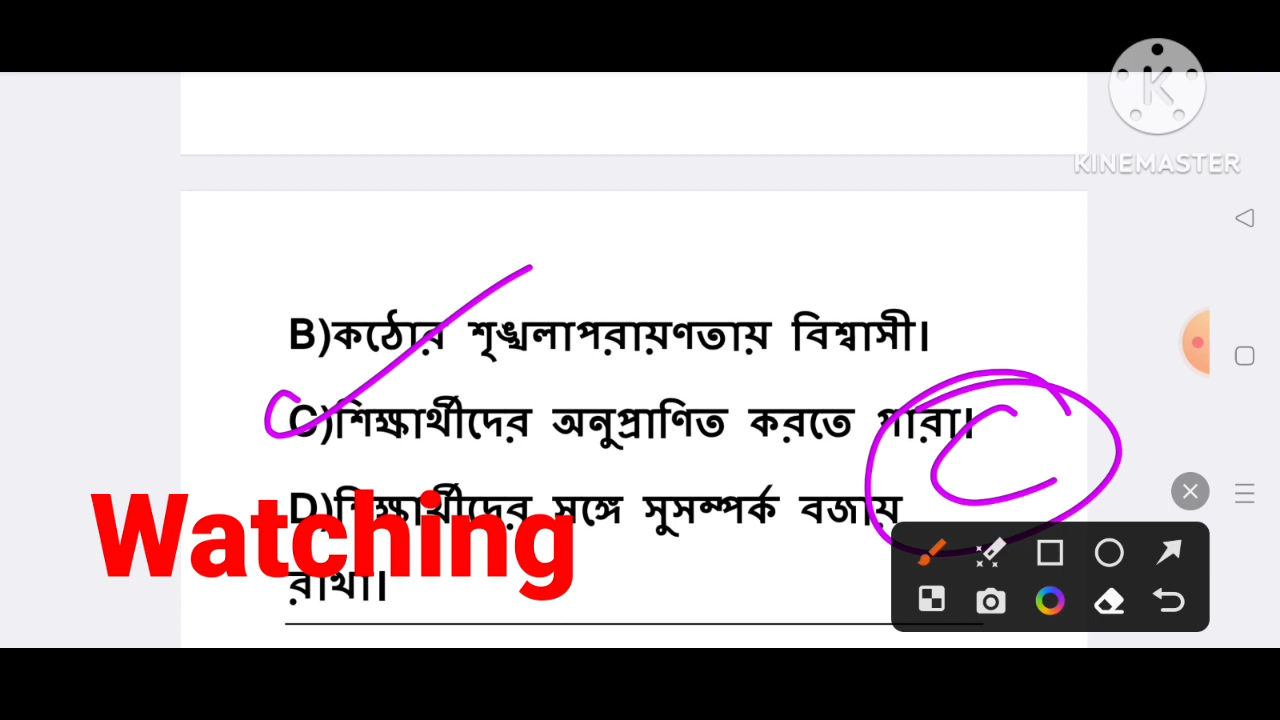 KINEMASTER
B)কঠোর শৃঙ্খলাপরায়ণতায় বিশ্বাসী।
C)শিক্ষার্থীদের অনুপ্রাণিত করতে পারা।
C
D)শিক্ষার্থীদের সঙ্গে সুসম্পর্ক বজায়
Watching
রাখা।